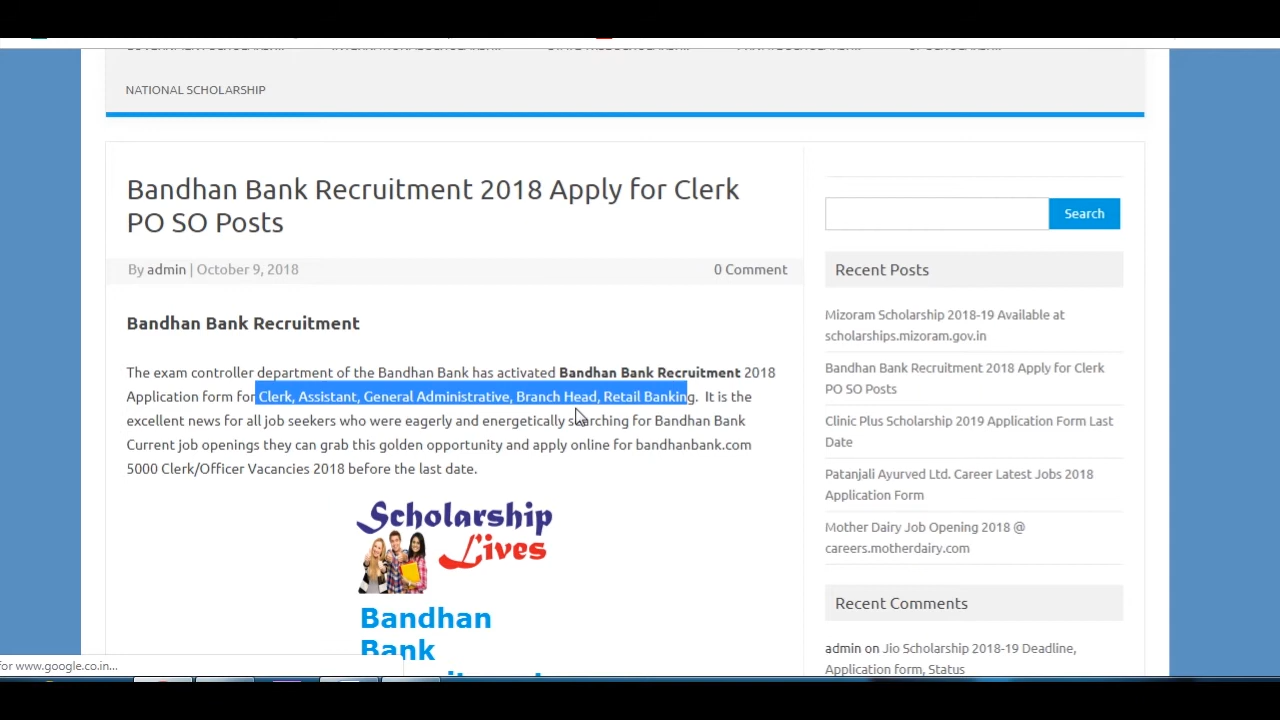 NATIONAL SCHOLARSHIP
Bandhan Bank Recruitment 2018 Apply for Clerk
PO SO Posts
By admin | October 9, 2018
0 Comment
Bandhan Bank Recruitment
The exam controller department of the Bandhan Bank has activated Bandhan Bank Recruitment 2018
Application form for Clerk, Assistant, General Administrative, Branch Head, Retail Banking. It is the
excellent news for all job seekers who were eagerly and energetically searching for Bandhan Bank
Current job openings they can grab this golden opportunity and apply online for bandhanbank.com
5000 Clerk/Officer Vacancies 2018 before the last date.
Scholarship
Lives
Bandhan
Bank
Search
Recent Posts
Mizoram Scholarship 2018-19 Available at
scholarships.mizoram.gov.in
Bandhan Bank Recruitment 2018 Apply for Clerk
PO SO Posts
Clinic Plus Scholarship 2019 Application Form Last
Date
Patanjali Ayurved Ltd. Career Latest Jobs 2018
Application Form
Mother Dairy Job Opening 2018 @
careers.motherdairy.com
Recent Comments
admin on Jio Scholarship 2018-19 Deadline,
Application form, Status
for www.google.co.in...